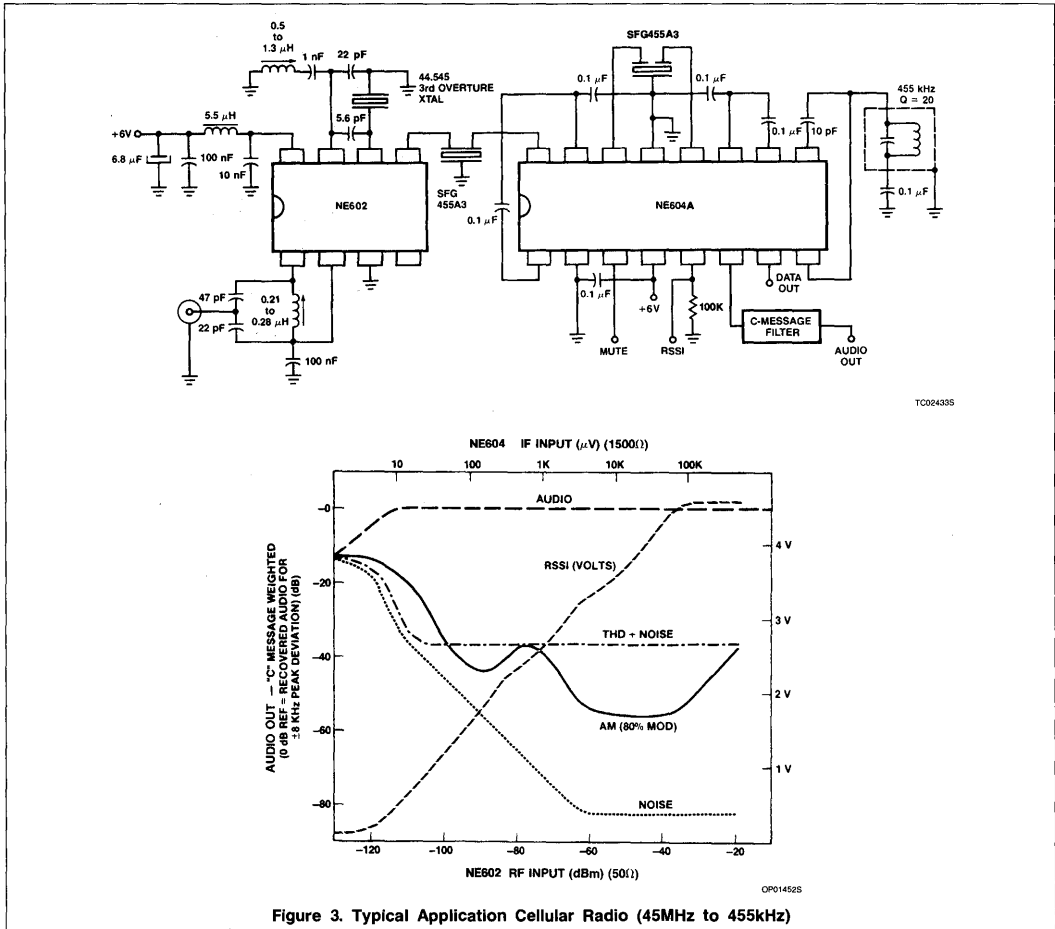 0.5
to
1.3 μH
1 nF
22 pF
44.545
3rd OVERTURE
XTAL
5.6 pF
5.5 μH
+6V
6.8 μF
100 nF
10 nF
NE602
SFG
455A3
47 pF
22 pF
0.21
to
0.28 μH
100 nF
SFG455A3
0.1 μF
0.1 μF
0.1 μF
10 pF
455 kHz
Q = 20
0.1 μF
0.1 μF
NE604A
0.1 μF
+6V
100K
DATA
OUT
MUTE
RSSI
C-MESSAGE
FILTER
AUDIO
OUT
TC02433S
NE604 IF INPUT (μV) (1500Ω)
10 100 1K 10K 100K
AUDIO
RSSI (VOLTS)
THD + NOISE
AM (80% MOD)
NOISE
AUDIO OUT — "C" MESSAGE WEIGHTED
(0 dB REF = RECOVERED AUDIO FOR
±8 KHz PEAK DEVIATION) (dB)
–0
–20
–40
–60
–80
4 V
3 V
2 V
1 V
–120 –100 –80 –60 –40 –20
NE602 RF INPUT (dBm) (50Ω)
OP01452S
Figure 3. Typical Application Cellular Radio (45MHz to 455kHz)